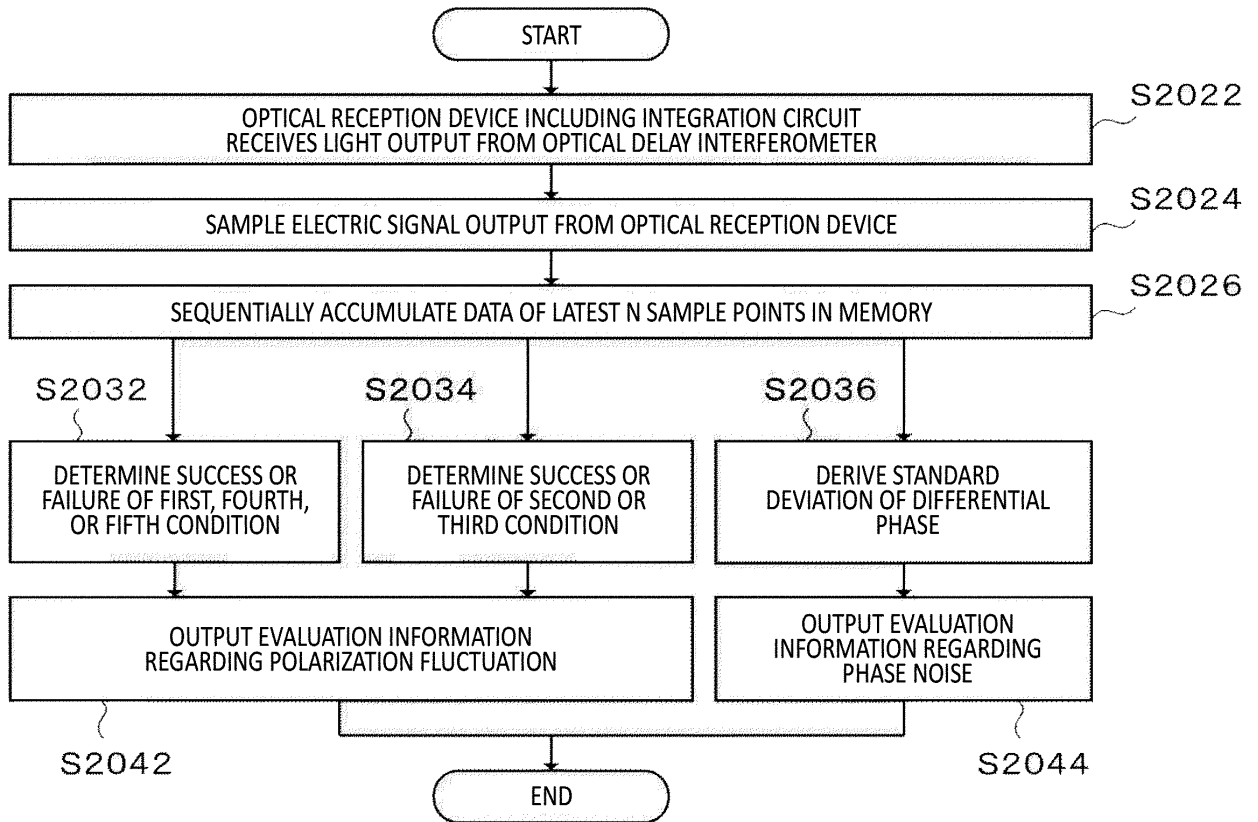 START
S2022
OPTICAL RECEPTION DEVICE INCLUDING INTEGRATION CIRCUIT
RECEIVES LIGHT OUTPUT FROM OPTICAL DELAY INTERFEROMETER
S2024
SAMPLE ELECTRIC SIGNAL OUTPUT FROM OPTICAL RECEPTION DEVICE
S2026
SEQUENTIALLY ACCUMULATE DATA OF LATEST N SAMPLE POINTS IN MEMORY
S2032
DETERMINE SUCCESS OR
FAILURE OF FIRST, FOURTH,
OR FIFTH CONDITION
S2034
DETERMINE SUCCESS OR
FAILURE OF SECOND OR
THIRD CONDITION
S2036
DERIVE STANDARD
DEVIATION OF DIFFERENTIAL
PHASE
OUTPUT EVALUATION INFORMATION
REGARDING POLARIZATION FLUCTUATION
S2042
OUTPUT EVALUATION
INFORMATION REGARDING
PHASE NOISE
S2044
END